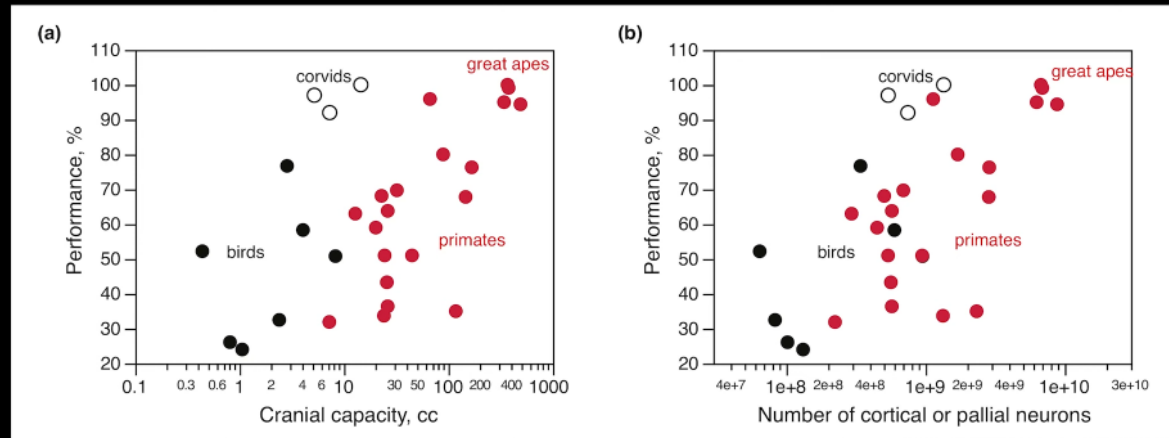 (a)
110
100
90
80
70
60
50
40
30
20
Performance, %
corvids
great apes
birds
primates
0.1 0.3 0.6 1 2 4 6 10 30 50 100 200 400 1000
Cranial capacity, cc
(b)
110
100
90
80
70
60
50
40
30
20
Performance, %
corvids
great apes
birds
primates
4e+7 1e+8 2e+8 4e+8 1e+9 2e+9 4e+9 1e+10 3e+10
Number of cortical or pallial neurons